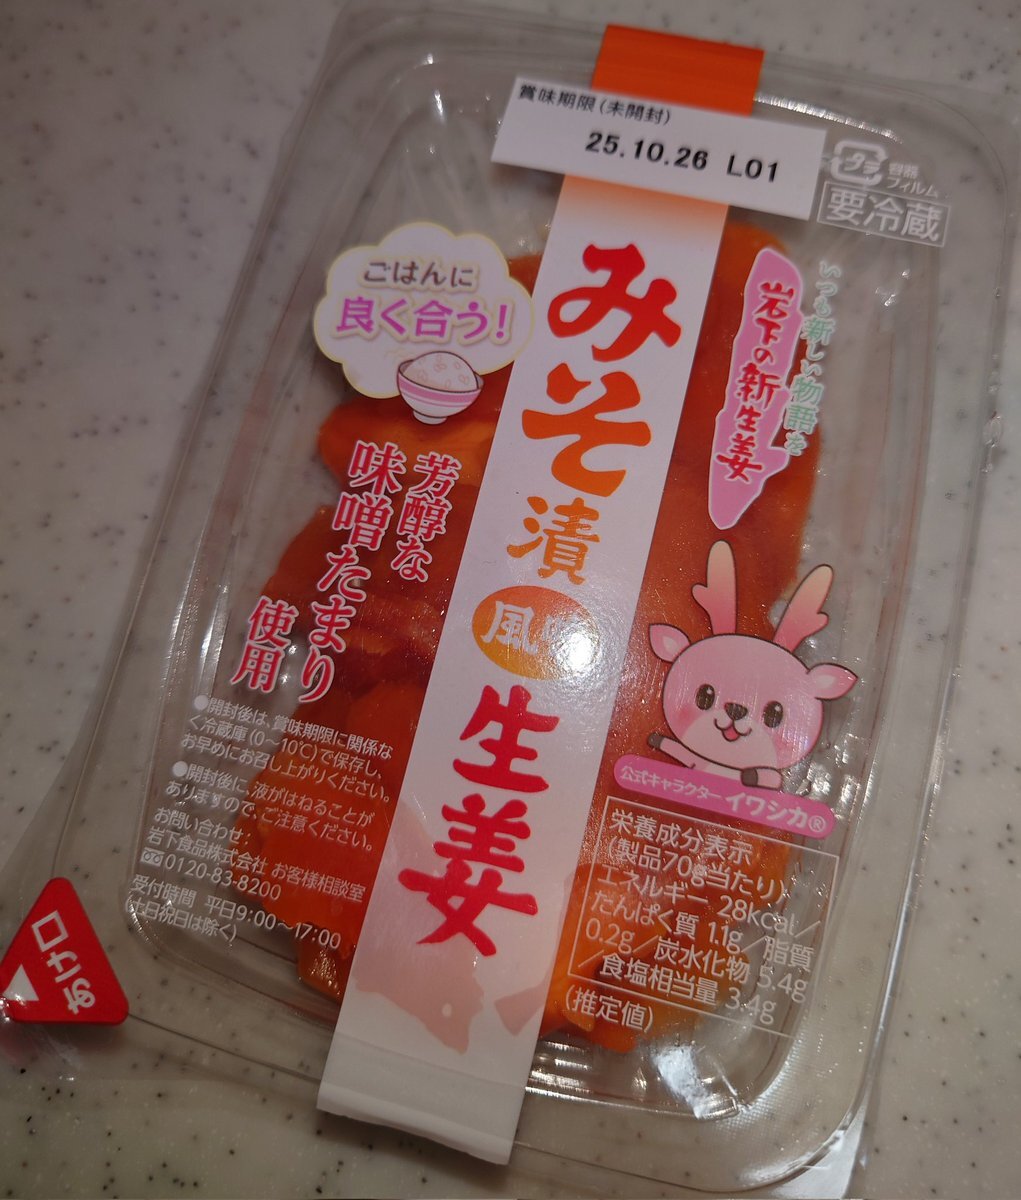 賞味期限(未開封)
25.10.26 L01
プラ
容器
フィルム
要冷蔵
ごはんに
良く合う!
みそ漬
風味
生姜
いつも新しい物語を
岩下の新生姜
芳醇な
味噌たまり
使用
公式キャラクター イワシカ®
●開封後は、賞味期限に関係な
く冷蔵庫(0~10℃)で保存し、
お早めにお召し上がりください。
●開封後に、液がはねることが
ありますので、ご注意ください。
お問い合わせ:
岩下食品株式会社 お客様相談室
0120-83-8200
受付時間 平日9:00~17:00
(土日祝日は除く)
栄養成分表示
(製品70g当たり)
エネルギー 28kcal/
たんぱく質 1.1g/脂質
0.2g/炭水化物 5.4g
/食塩相当量 3.4g
(推定値)
あけ口